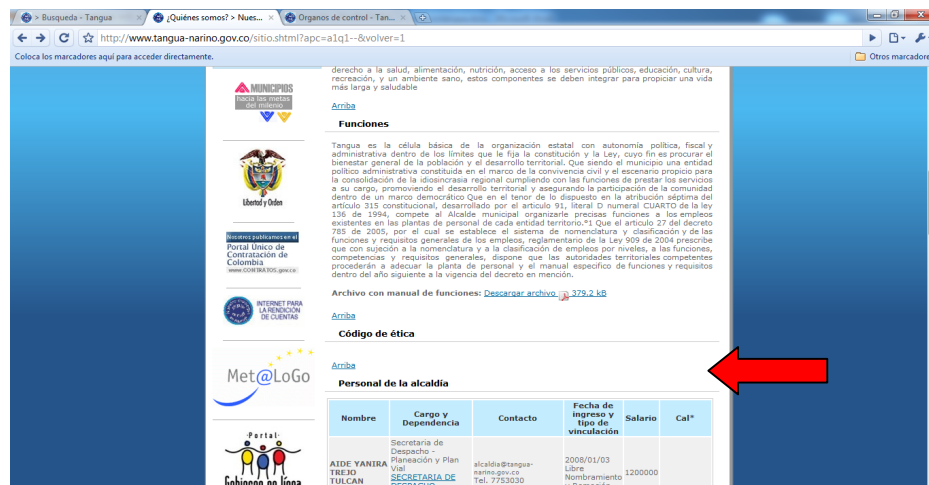 > Busqueda - Tangua
¿Quiénes somos? > Nues...
Organos de control - Tan...
http://www.tangua-narino.gov.co/sitio.shtml?apc=a1q1--&volver=1
Coloca los marcadores aquí para acceder directamente.
Otros marcadore
MUNICIPIOS
hacia las metas
del milenio
Libertad y Orden
Nosotros publicamos en el
Portal Único de
Contratación de
Colombia
www.CONTRATOS.gov.co
INTERNET PARA
LA RENDICIÓN
DE CUENTAS
Met@LoGo
·Portal·
Gobierno en línea
derecho a la salud, alimentación, nutrición, acceso a los servicios públicos, educación, cultura,
recreación, y un ambiente sano, estos componentes se deben integrar para propiciar una vida
más larga y saludable
Arriba
Funciones
Tangua es la célula básica de la organización estatal con autonomía política, fiscal y
administrativa dentro de los límites que le fija la constitución y la Ley, cuyo fin es procurar el
bienestar general de la población y el desarrollo territorial. Que siendo el municipio una entidad
político administrativa constituida en el marco de la convivencia civil y el escenario propicio para
la consolidación de la idiosincrasia regional cumpliendo con las funciones de prestar los servicios
a su cargo, promoviendo el desarrollo territorial y asegurando la participación de la comunidad
dentro de un marco democrático Que en el tenor de lo dispuesto en la atribución séptima del
artículo 315 constitucional, desarrollado por el articulo 91, literal D numeral CUARTO de la ley
136 de 1994, compete al Alcalde municipal organizarle precisas funciones a los empleos
existentes en las plantas de personal de cada entidad territorio.°1 Que el articulo 27 del decreto
785 de 2005, por el cual se establece el sistema de nomenclatura y clasificación y de las
funciones y requisitos generales de los empleos, reglamentario de la Ley 909 de 2004 prescribe
que con sujeción a la nomenclatura y a la clasificación de empleos por niveles, a las funciones,
competencias y requisitos generales, dispone que las autoridades territoriales competentes
procederán a adecuar la planta de personal y el manual especifico de funciones y requisitos
dentro del año siguiente a la vigencia del decreto en mención.
Archivo con manual de funciones: Descargar archivo 379.2 kB
Arriba
Código de ética
Arriba
Personal de la alcaldía
Nombre Cargo y Dependencia Contacto Fecha de ingreso y tipo de vinculación Salario Cal*
AIDE YANIRA TREJO TULCAN
Secretaria de Despacho - Planeación y Plan Vial
SECRETARIA DE DESPACHO
alcaldia@tangua-narino.gov.co
Tel. 7753030
2008/01/03
Libre Nombramiento y Remoción
1200000